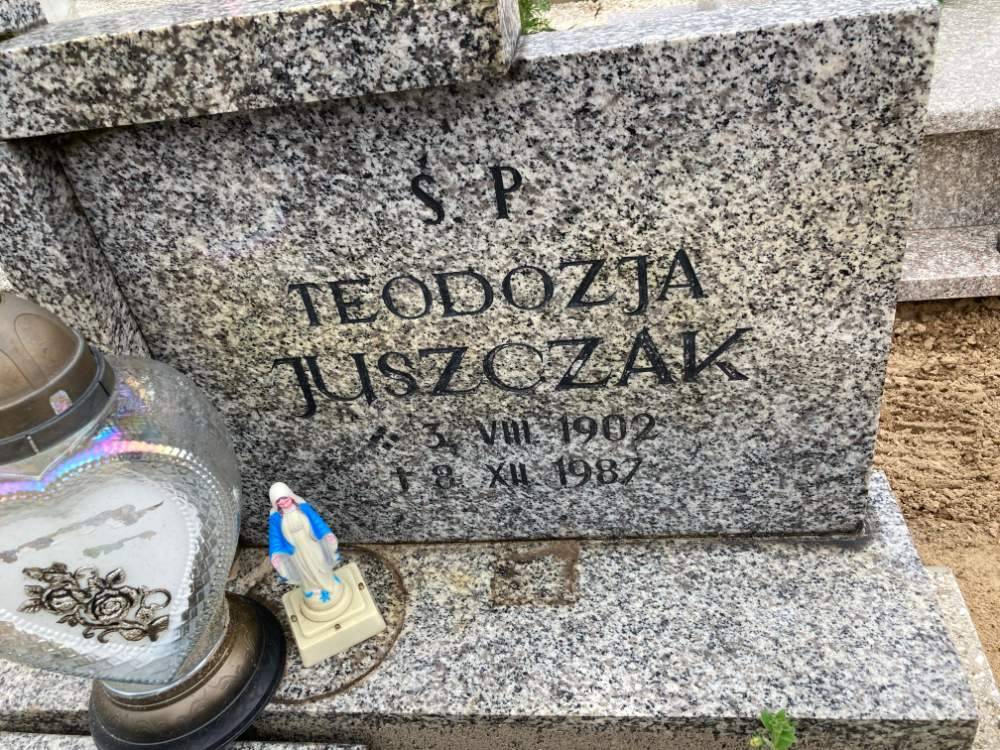 Ś. P.
TEODOZJA
JUSZCZAK
* 3. VIII 1902
† 8. XII. 1987